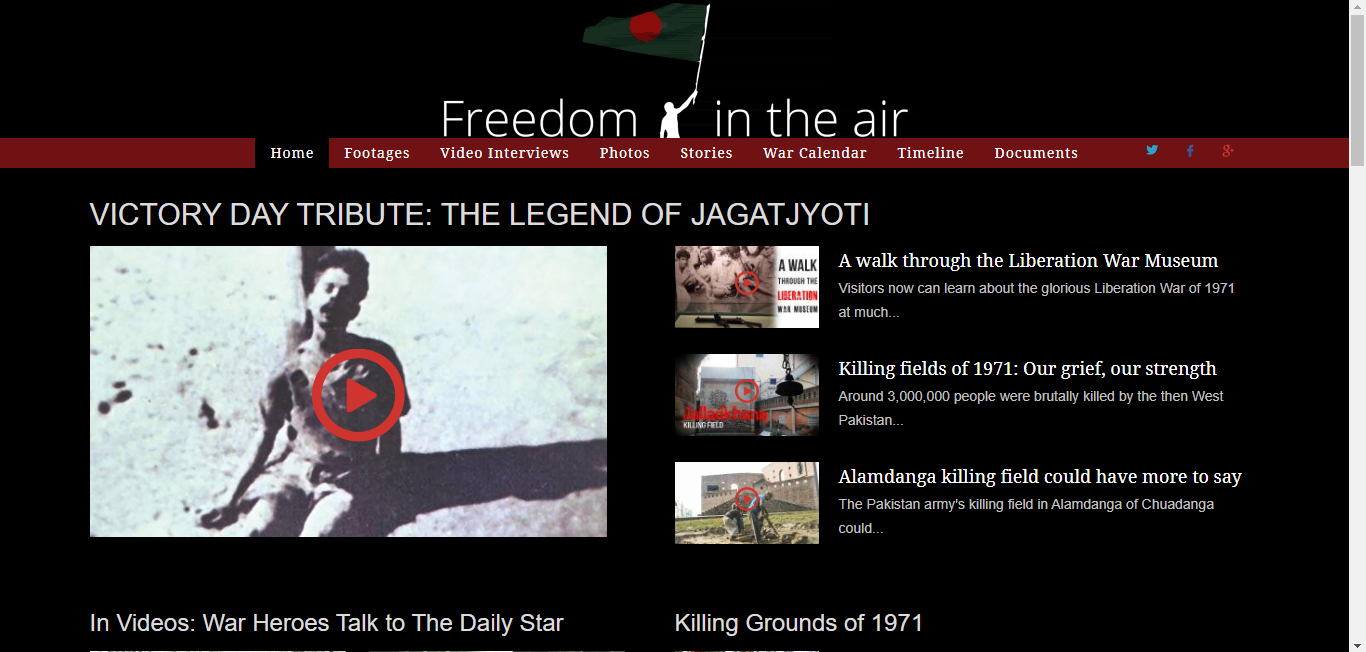 Freedom in the air
Home Footages Video Interviews Photos Stories War Calendar Timeline Documents
VICTORY DAY TRIBUTE: THE LEGEND OF JAGATJYOTI
A WALK
THROUGH THE
LIBERATION
WAR MUSEUM
A walk through the Liberation War Museum
Visitors now can learn about the glorious Liberation War of 1971
at much...
KILLING FIELD
Killing fields of 1971: Our grief, our strength
Around 3,000,000 people were brutally killed by the then West
Pakistan...
Alamdanga killing field could have more to say
The Pakistan army's killing field in Alamdanga of Chuadanga
could...
In Videos: War Heroes Talk to The Daily Star
Killing Grounds of 1971